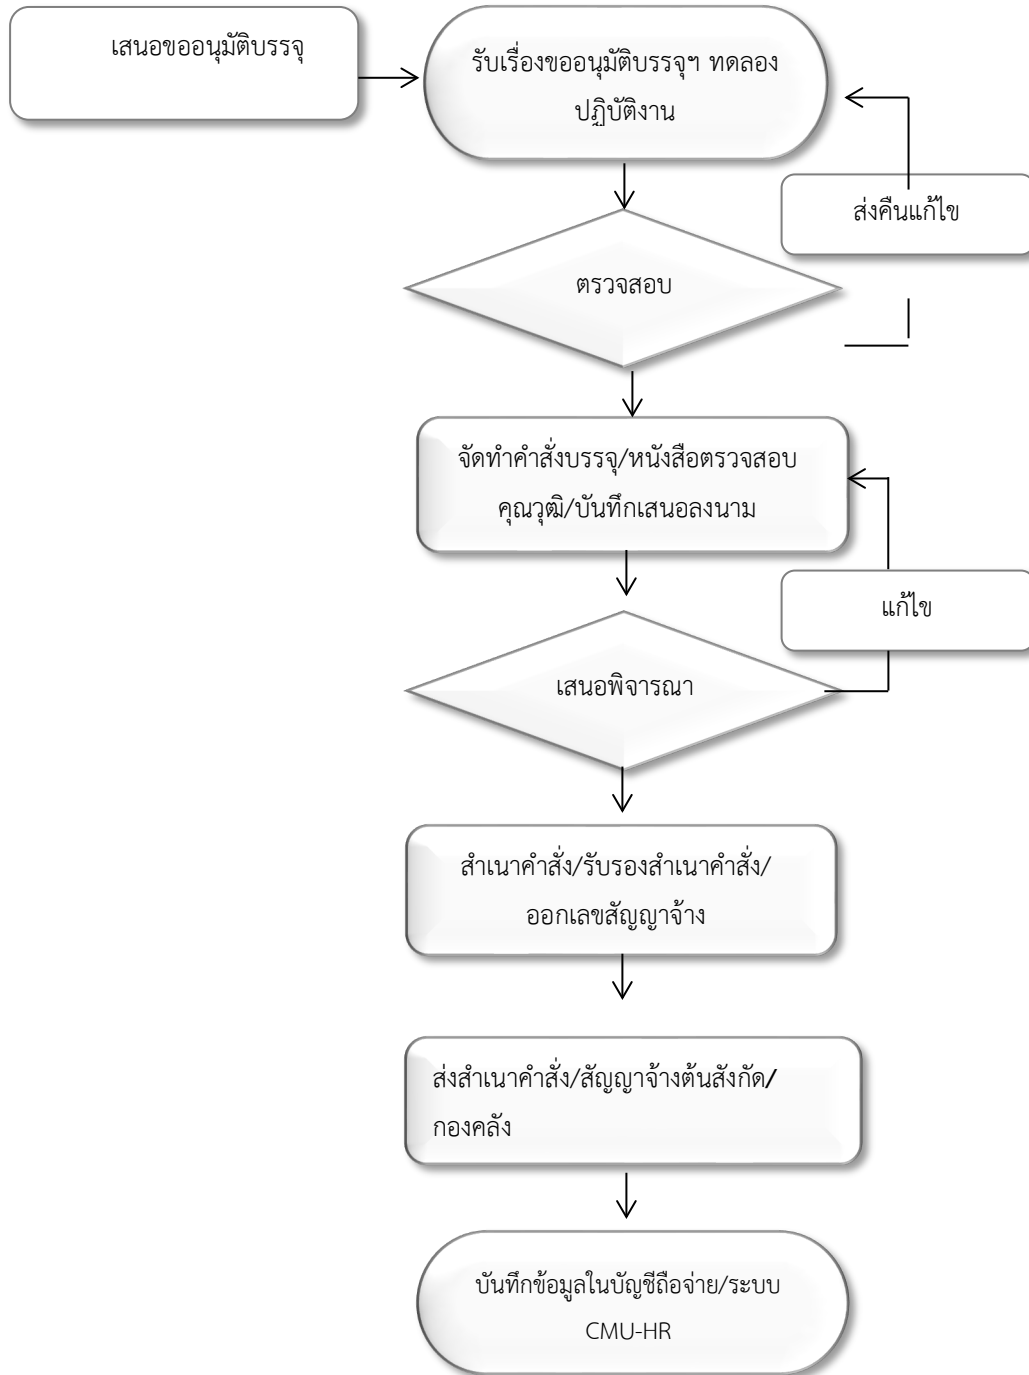 เสนอขออนุมัติบรรจุ
รับเรื่องขออนุมัติบรรจุฯ ทดลอง
ปฏิบัติงาน
ส่งคืนแก้ไข
ตรวจสอบ
จัดทำคำสั่งบรรจุ/หนังสือตรวจสอบ
คุณวุฒิ/บันทึกเสนอลงนาม
แก้ไข
เสนอพิจารณา
สำเนาคำสั่ง/รับรองสำเนาคำสั่ง/
ออกเลขสัญญาจ้าง
ส่งสำเนาคำสั่ง/สัญญาจ้างต้นสังกัด/
กองคลัง
บันทึกข้อมูลในบัญชีถือจ่าย/ระบบ
CMU-HR